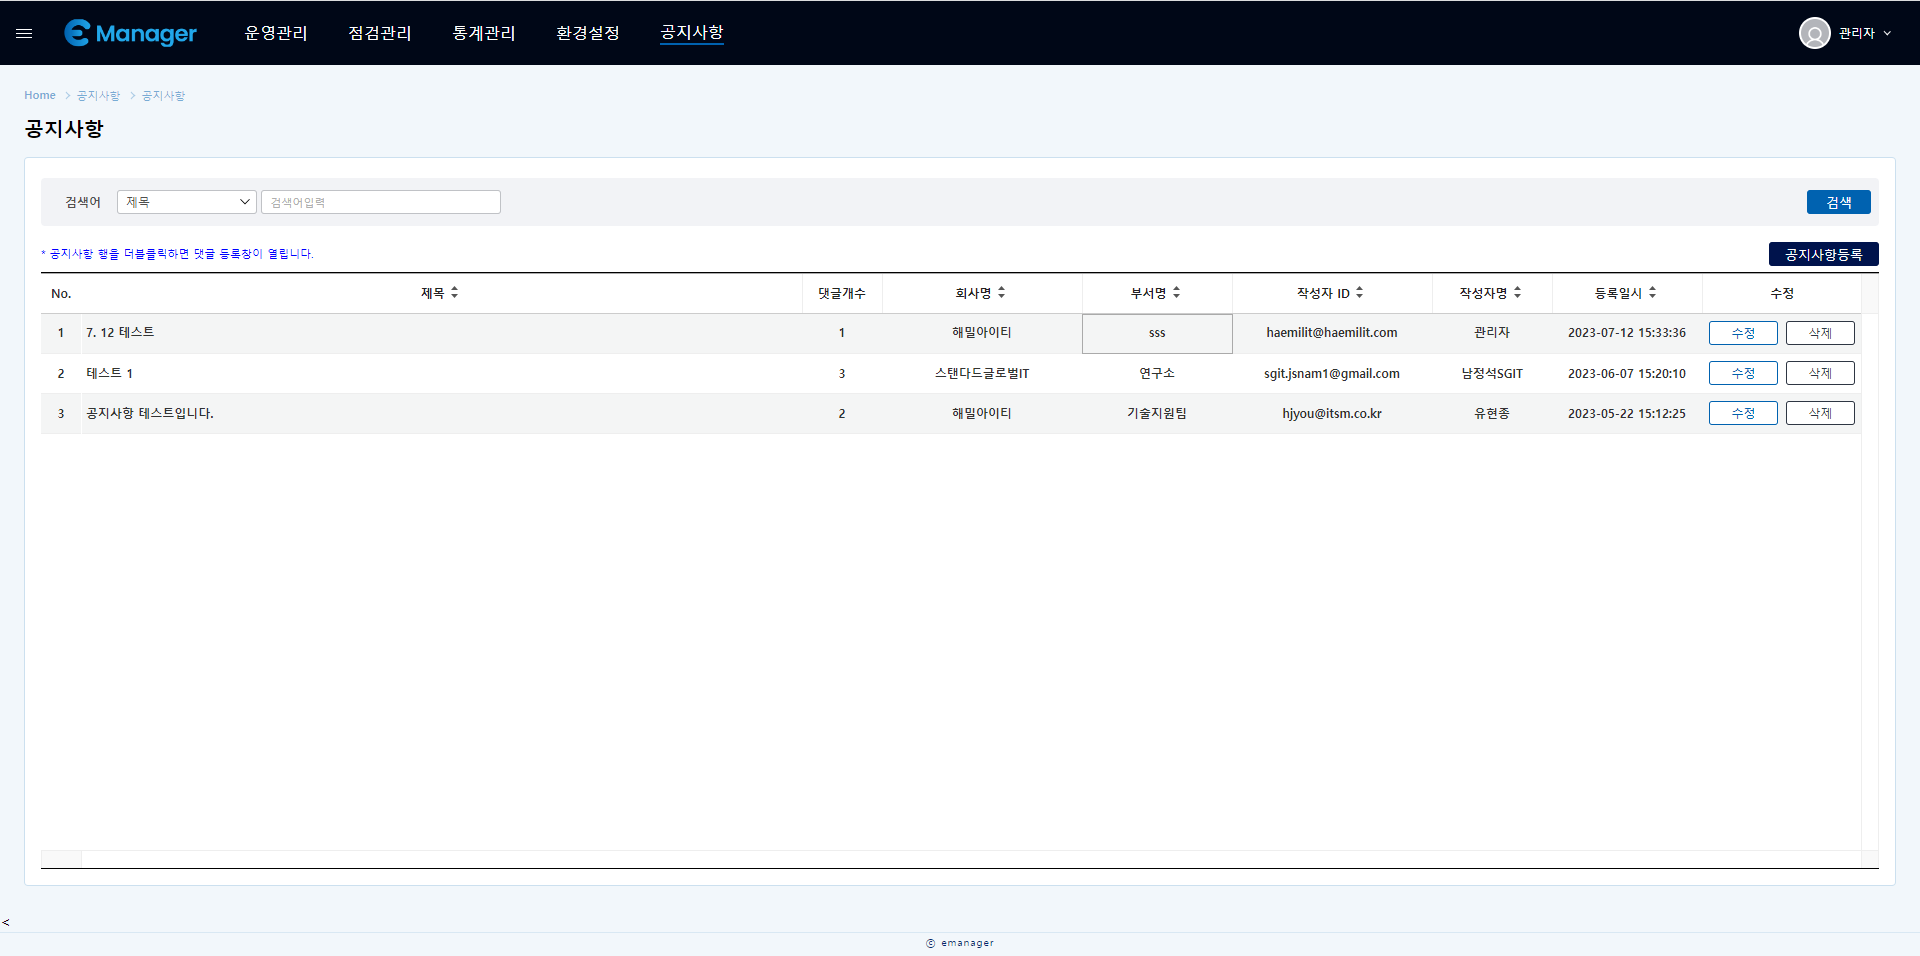 Manager 운영관리 점검관리 통계관리 환경설정 공지사항 관리자
Home > 공지사항 > 공지사항
공지사항
검색어 제목 검색어입력 검색
* 공지사항 행을 더블클릭하면 댓글 등록창이 열립니다. 공지사항등록
No. 제목 댓글개수 회사명 부서명 작성자 ID 작성자명 등록일시 수정
1 7. 12 테스트 1 해밀아이티 sss haemilit@haemilit.com 관리자 2023-07-12 15:33:36 수정 삭제
2 테스트 1 3 스탠다드글로벌IT 연구소 sgit.jsnam1@gmail.com 남정석SGIT 2023-06-07 15:20:10 수정 삭제
3 공지사항 테스트입니다. 2 해밀아이티 기술지원팀 hjyou@itsm.co.kr 유현종 2023-05-22 15:12:25 수정 삭제
<
ⓒ emanager